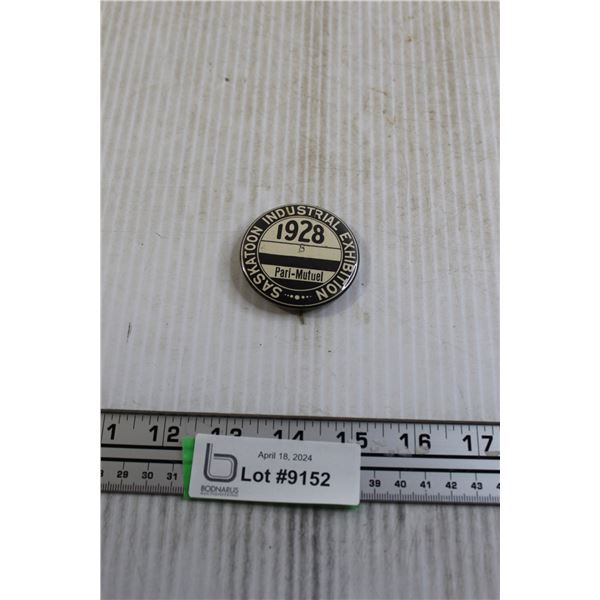 SASKATOON INDUSTRIAL EXHIBITION
1928
B
Pari-Mutuel
1 12 13 14 15 16 17
April 18, 2024
Lot #9152
BODNARUS
29 30 31 39 40 41 42 43